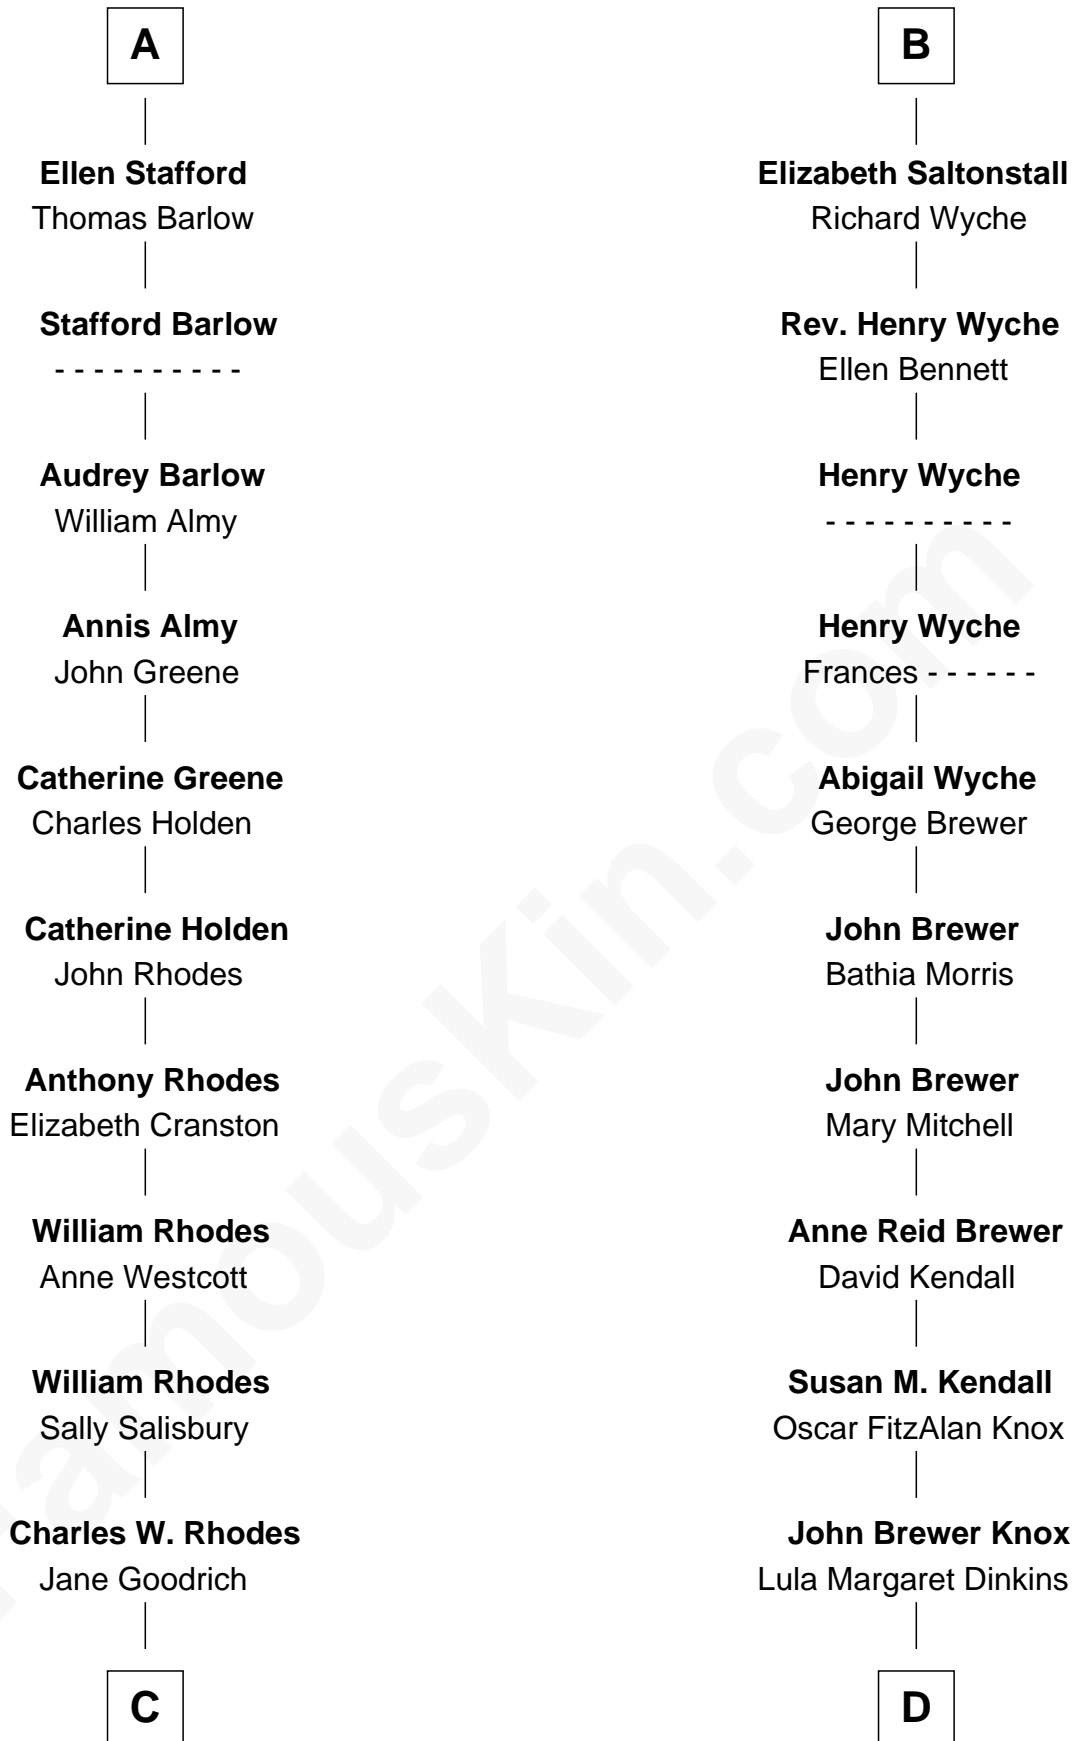 A
Ellen Stafford
Thomas Barlow
Stafford Barlow
- - - - - - - - - -
Audrey Barlow
William Almy
Annis Almy
John Greene
Catherine Greene
Charles Holden
Catherine Holden
John Rhodes
Anthony Rhodes
Elizabeth Cranston
William Rhodes
Anne Westcott
William Rhodes
Sally Salisbury
Charles W. Rhodes
Jane Goodrich
C
B
Elizabeth Saltonstall
Richard Wyche
Rev. Henry Wyche
Ellen Bennett
Henry Wyche
- - - - - - - - - -
Henry Wyche
Frances - - - - - -
Abigail Wyche
George Brewer
John Brewer
Bathia Morris
John Brewer
Mary Mitchell
Anne Reid Brewer
David Kendall
Susan M. Kendall
Oscar FitzAlan Knox
John Brewer Knox
Lula Margaret Dinkins
D
FamousKin.com